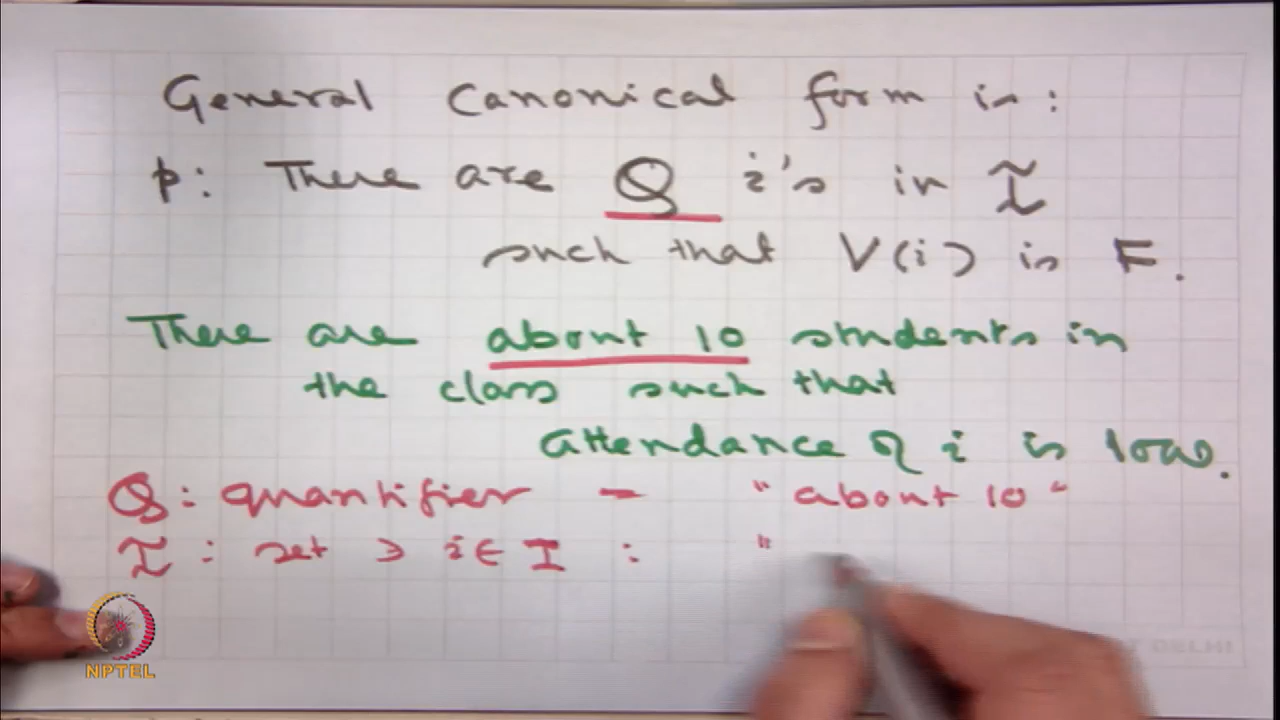 General Canonical form is:
p: There are Q i's in Ĩ
such that V(i) is F.
There are about 10 students in
the class such that
attendance of i is low.
Q: quantifier - "about 10"
Ĩ: set ∋ i ∈ I : "
NPTEL